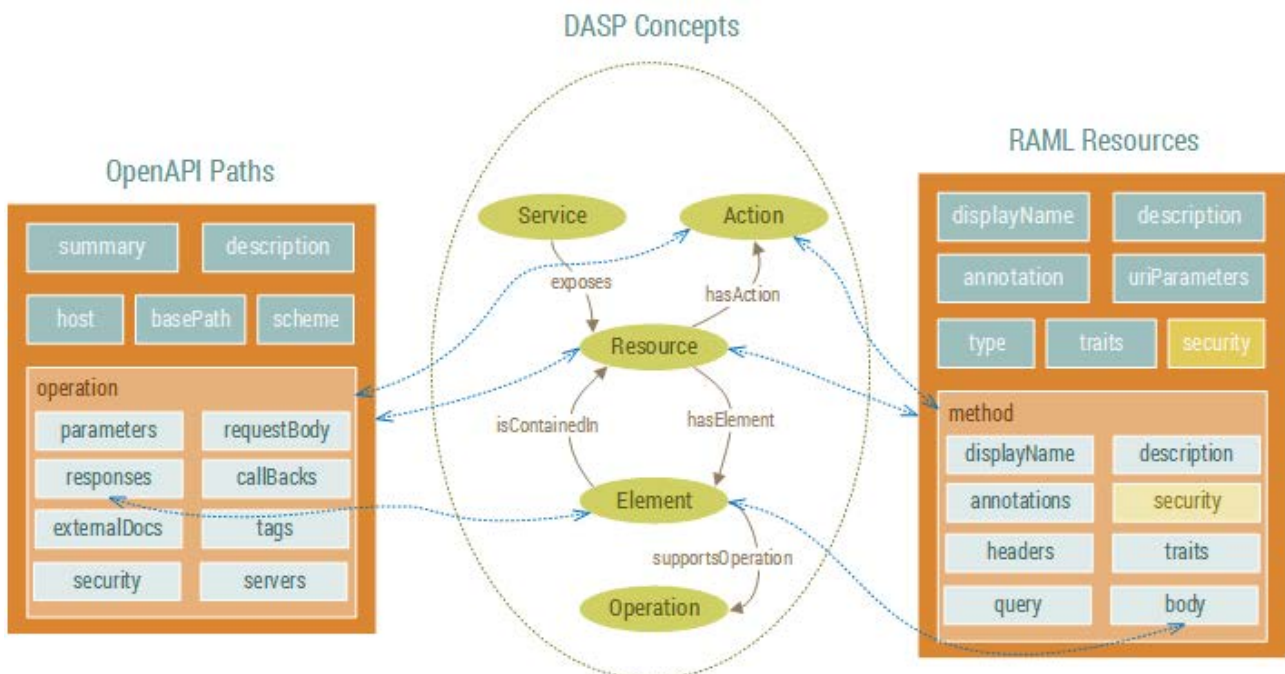 DASP Concepts
OpenAPI Paths
summary
description
host
basePath
scheme
operation
parameters
requestBody
responses
callBacks
externalDocs
tags
security
servers
Service
Action
exposes
hasAction
Resource
isContainedIn
hasElement
Element
supportsOperation
Operation
RAML Resources
displayName
description
annotation
uriParameters
type
traits
security
method
displayName
description
annotations
security
headers
traits
query
body